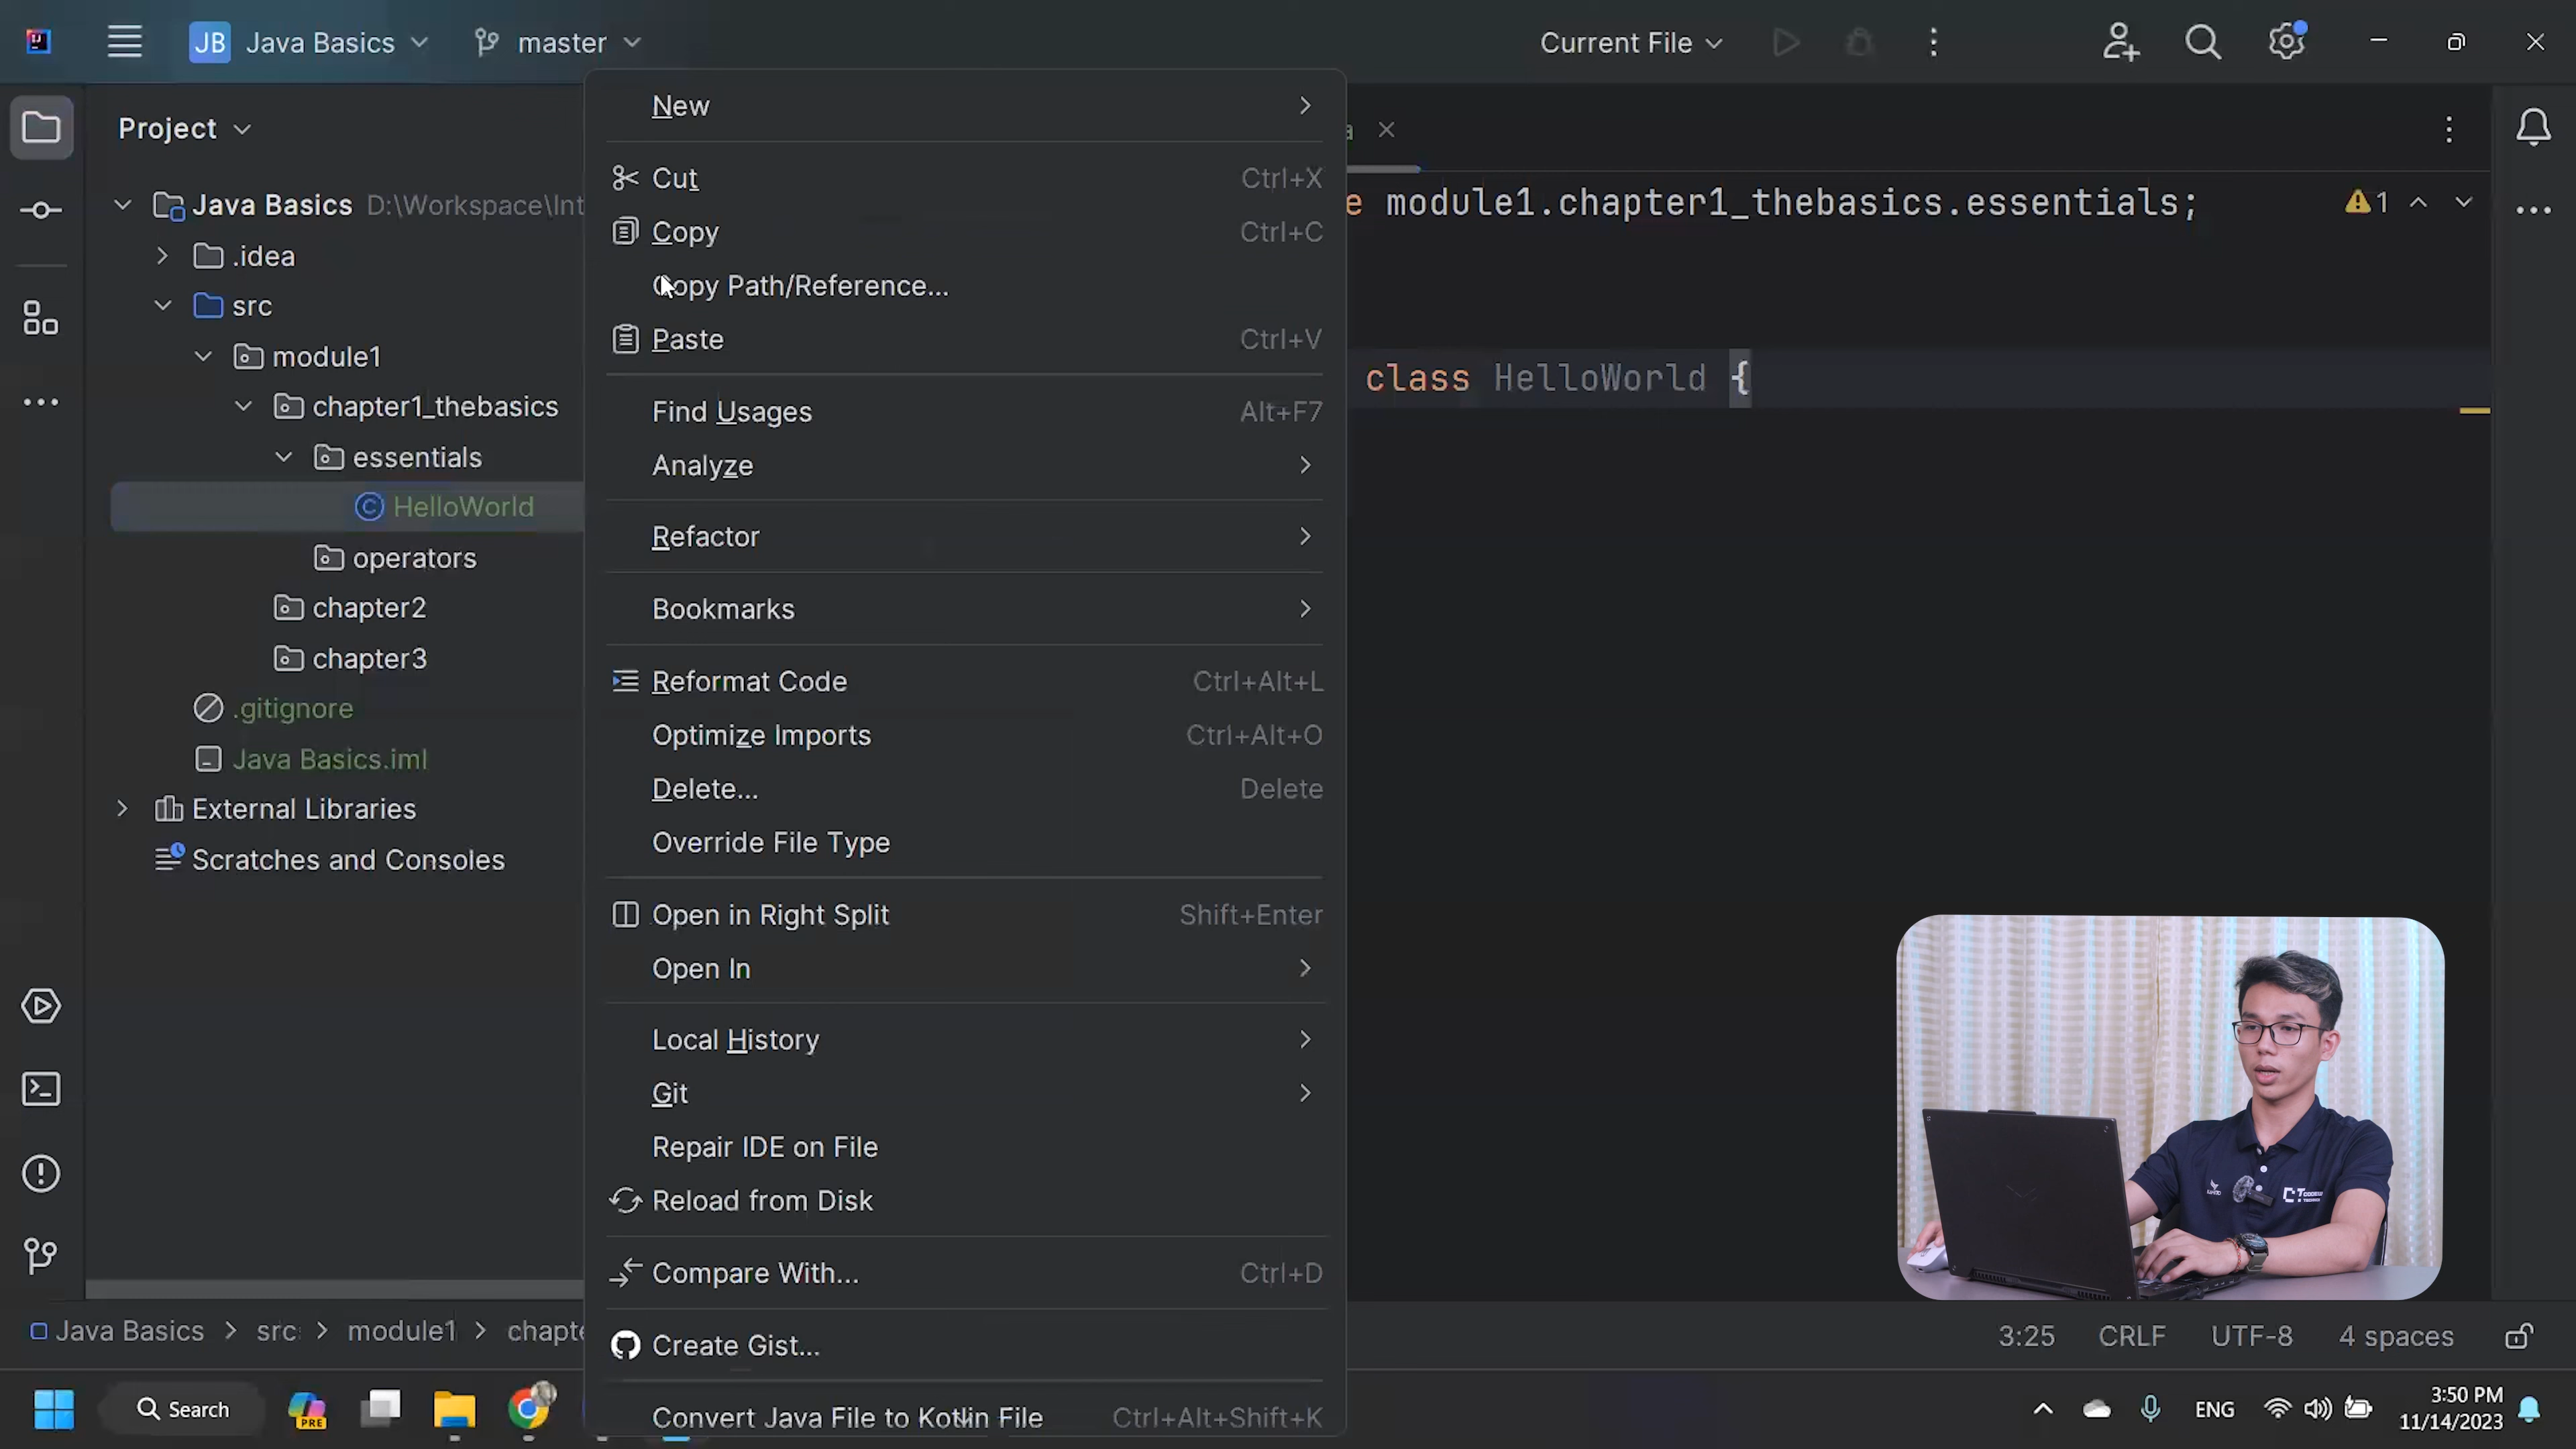 JB Java Basics master Current File
Project
Java Basics D:\Workspace\Int
.idea
src
module1
chapter1_thebasics
essentials
HelloWorld
operators
chapter2
chapter3
.gitignore
Java Basics.iml
External Libraries
Scratches and Consoles
New
Cut Ctrl+X
Copy Ctrl+C
Copy Path/Reference...
Paste Ctrl+V
Find Usages Alt+F7
Analyze
Refactor
Bookmarks
Reformat Code Ctrl+Alt+L
Optimize Imports Ctrl+Alt+O
Delete... Delete
Override File Type
Open in Right Split Shift+Enter
Open In
Local History
Git
Repair IDE on File
Reload from Disk
Compare With... Ctrl+D
Create Gist...
Convert Java File to Kotlin File Ctrl+Alt+Shift+K
a
e module1.chapter1_thebasics.essentials; 1
class HelloWorld {
Java Basics > src > module1 > chapte
3:25 CRLF UTF-8 4 spaces
Search PRE ENG 3:50 PM
11/14/2023